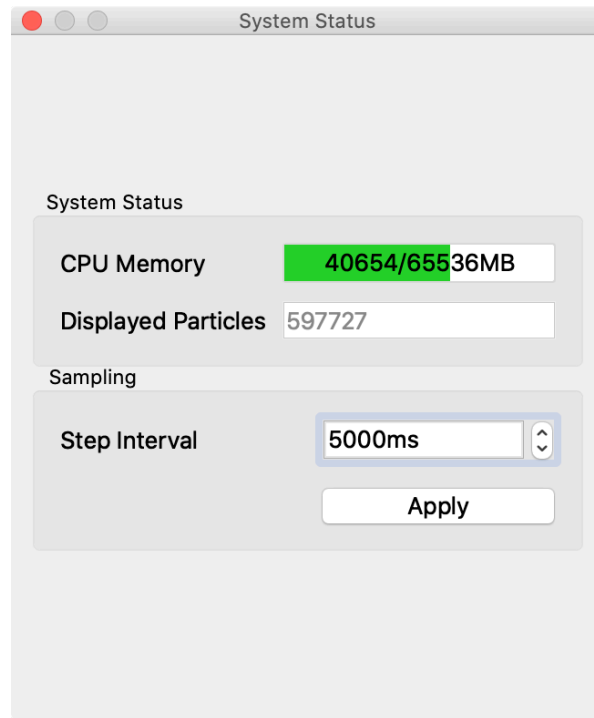 System Status
System Status
CPU Memory 40654/65536MB
Displayed Particles 597727
Sampling
Step Interval 5000ms
Apply